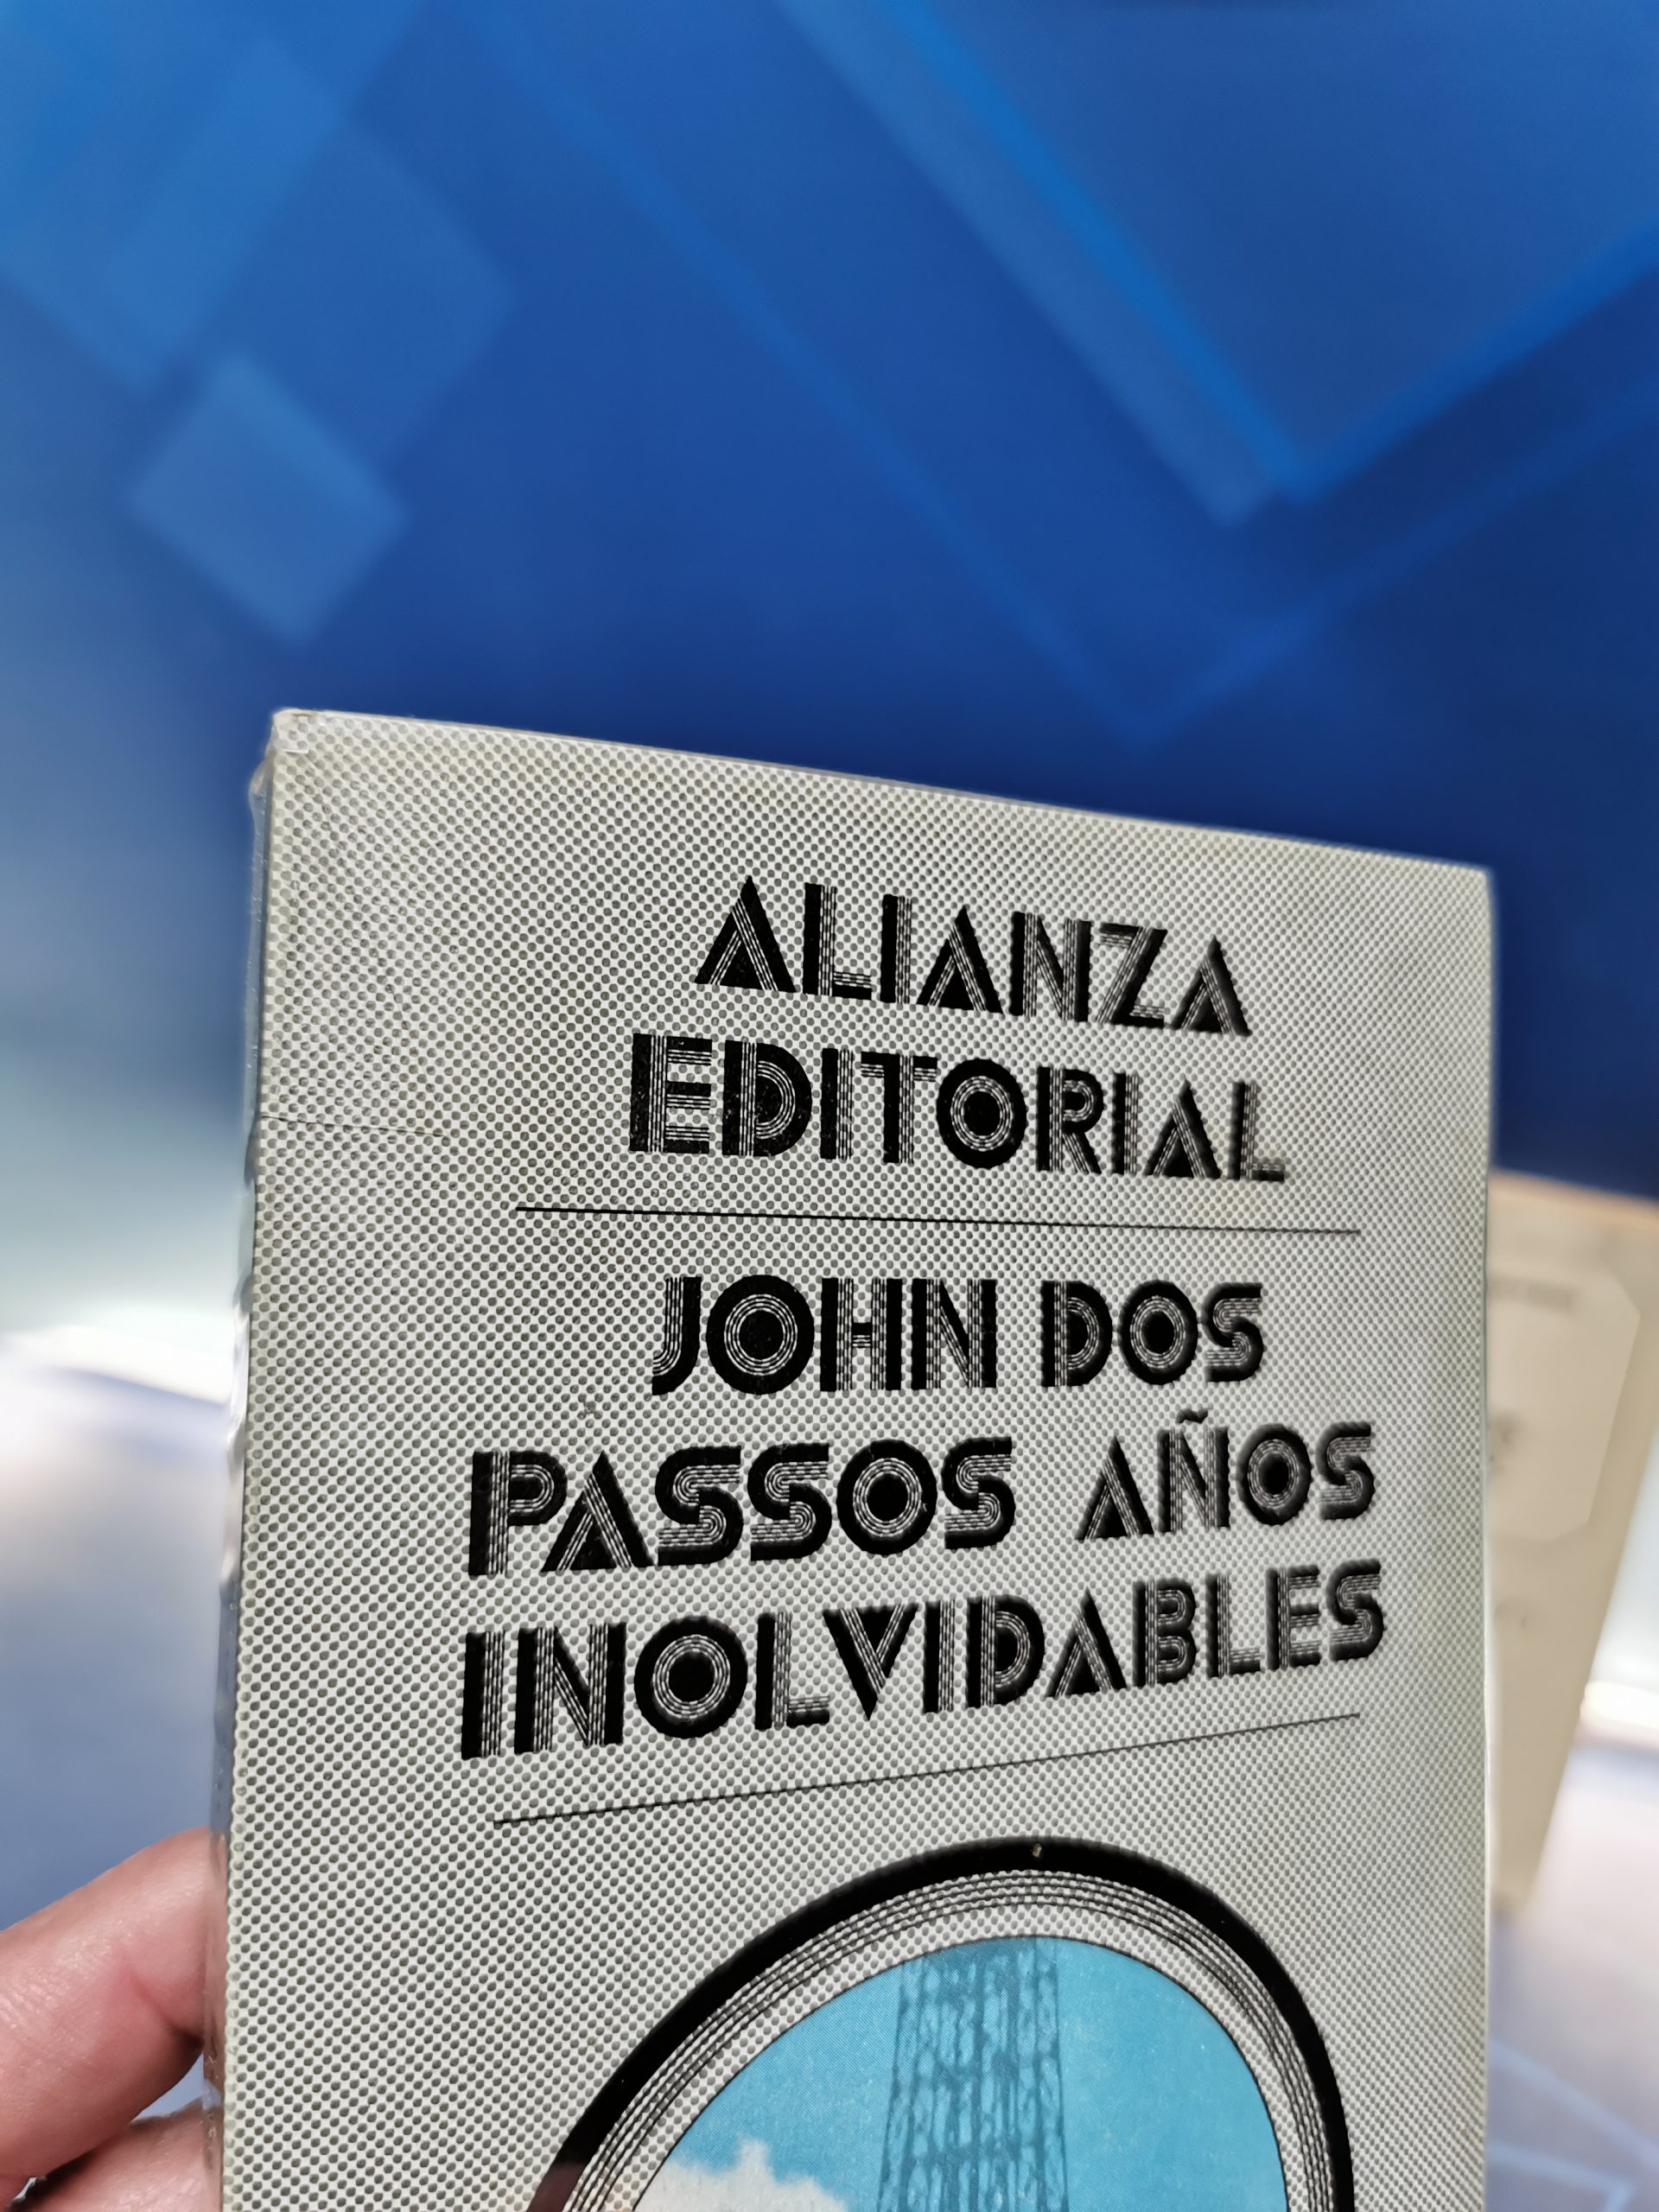 ALIANZA
EDITORIAL
JOHN DOS
PASSOS AÑOS
INOLVIDABLES